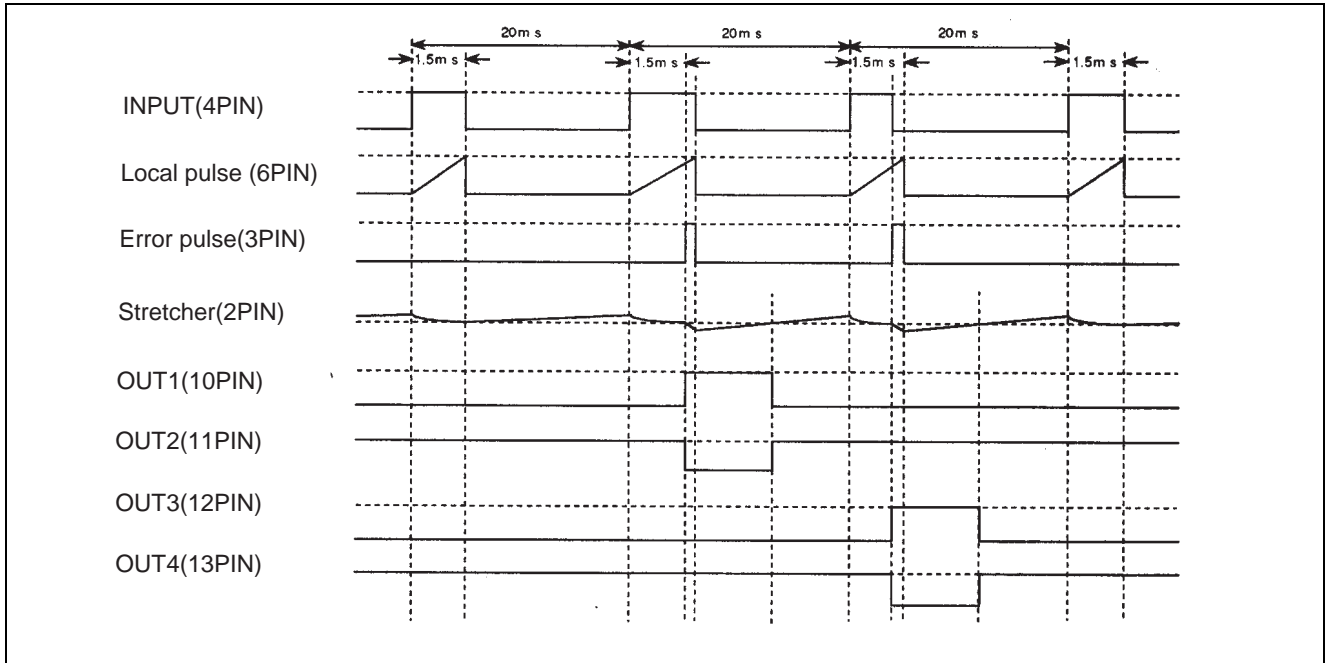 20m s 20m s 20m s
1.5m s 1.5m s 1.5m s 1.5m s
INPUT(4PIN)
Local pulse (6PIN)
Error pulse(3PIN)
Stretcher(2PIN)
OUT1(10PIN)
OUT2(11PIN)
OUT3(12PIN)
OUT4(13PIN)